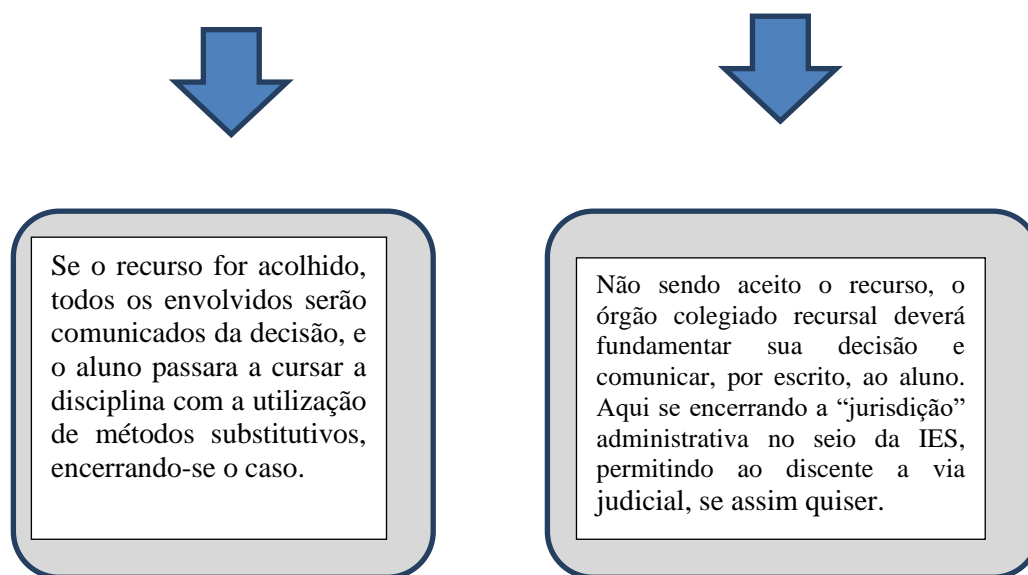 Se o recurso for acolhido,
todos os envolvidos serão
comunicados da decisão, e
o aluno passara a cursar a
disciplina com a utilização
de métodos substitutivos,
encerrando-se o caso.
Não sendo aceito o recurso, o
órgão colegiado recursal deverá
fundamentar sua decisão e
comunicar, por escrito, ao aluno.
Aqui se encerrando a “jurisdição”
administrativa no seio da IES,
permitindo ao discente a via
judicial, se assim quiser.